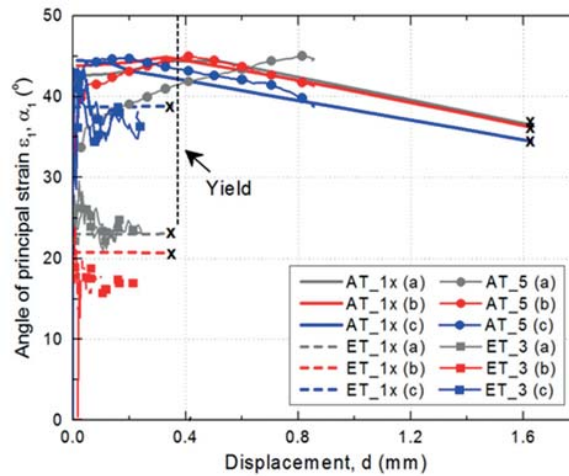 50
40
30
20
10
0
Angle of principal strain ε₁, α₁ (°)
x
x
x
x
x
x
Yield
AT_1x (a) AT_5 (a)
AT_1x (b) AT_5 (b)
AT_1x (c) AT_5 (c)
ET_1x (a) ET_3 (a)
ET_1x (b) ET_3 (b)
ET_1x (c) ET_3 (c)
0.0 0.4 0.8 1.2 1.6
Displacement, d (mm)